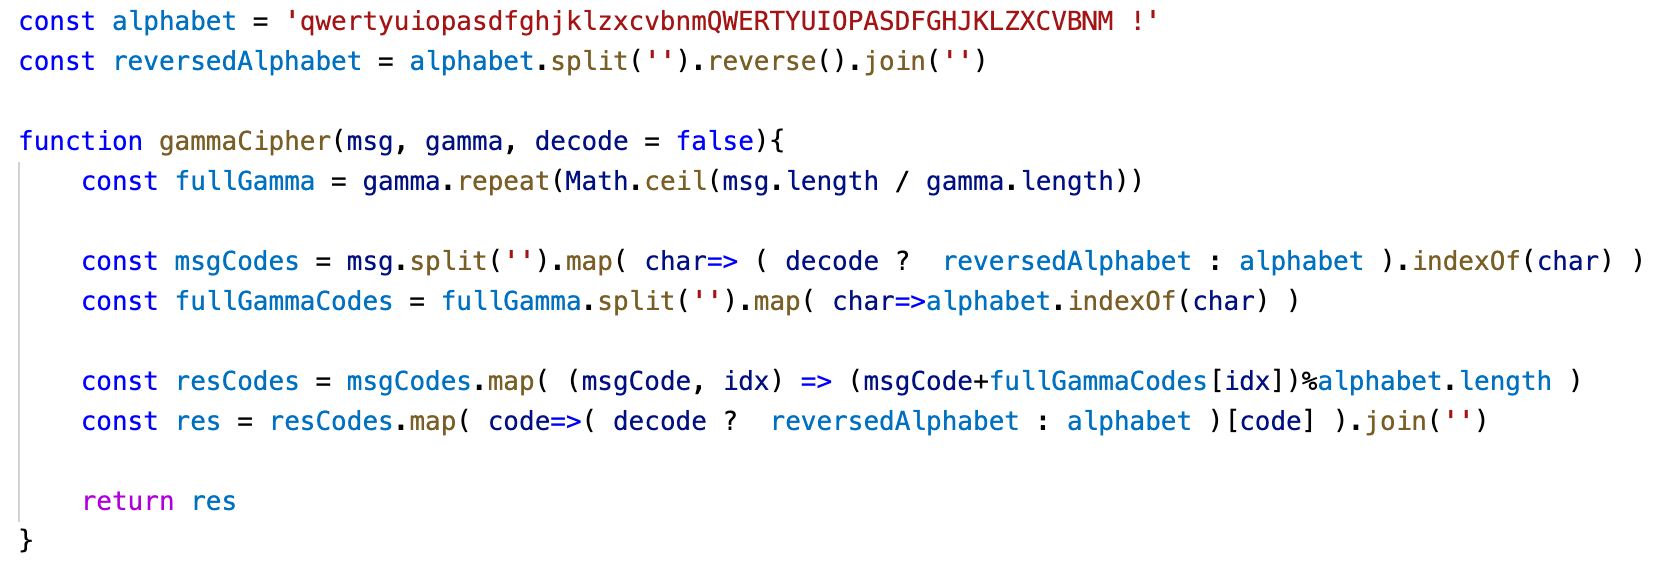 const alphabet = 'qwertyuiopasdfghjklzxcvbnmQWERTYUIOPASDFGHJKLZXCVBNM !'
const reversedAlphabet = alphabet.split('').reverse().join('')

function gammaCipher(msg, gamma, decode = false){
    const fullGamma = gamma.repeat(Math.ceil(msg.length / gamma.length))

    const msgCodes = msg.split('').map( char=> ( decode ?  reversedAlphabet : alphabet ).indexOf(char) )
    const fullGammaCodes = fullGamma.split('').map( char=>alphabet.indexOf(char) )

    const resCodes = msgCodes.map( (msgCode, idx) => (msgCode+fullGammaCodes[idx])%alphabet.length )
    const res = resCodes.map( code=>( decode ?  reversedAlphabet : alphabet )[code] ).join('')

    return res
}